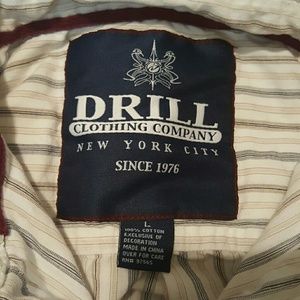 DRILL
CLOTHING COMPANY
NEW YORK CITY
SINCE 1976
L
100% COTTON
EXCLUSIVE OF
DECORATION
MADE IN CHINA
OVER FOR CARE